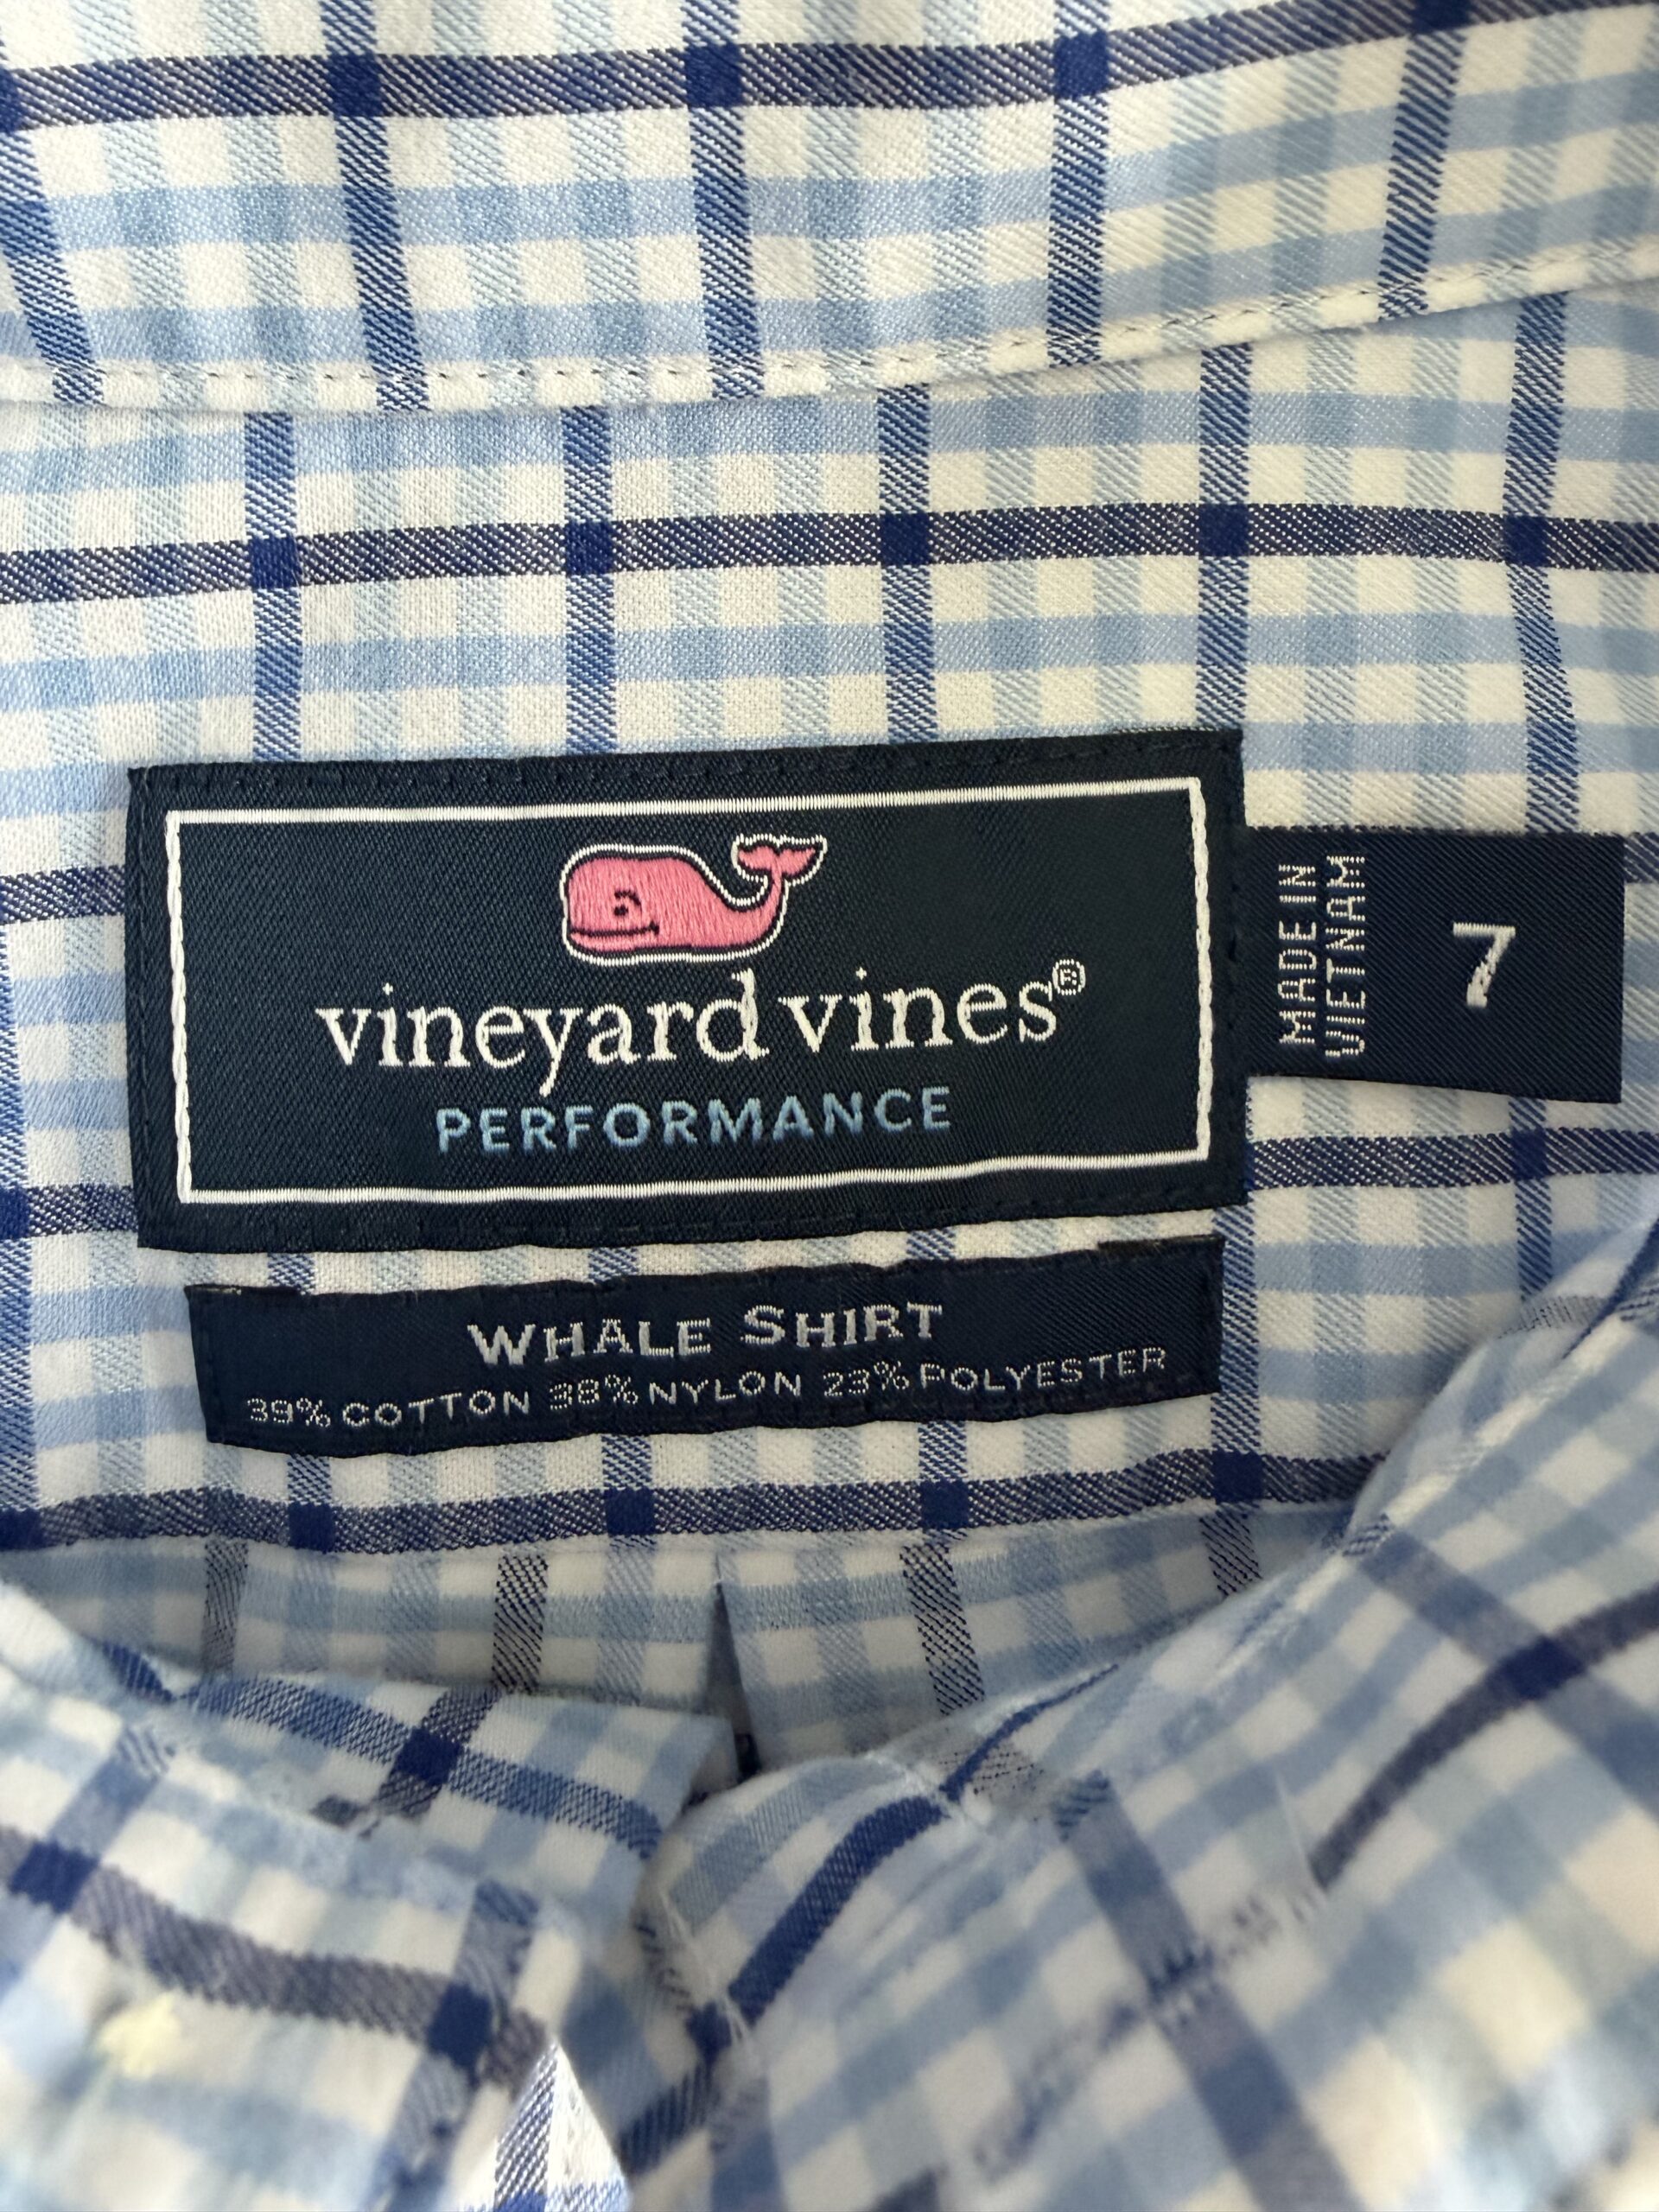 vineyard vines®
PERFORMANCE
MADE IN
VIETNAM
7
WHALE SHIRT
39% COTTON 38% NYLON 23% POLYESTER